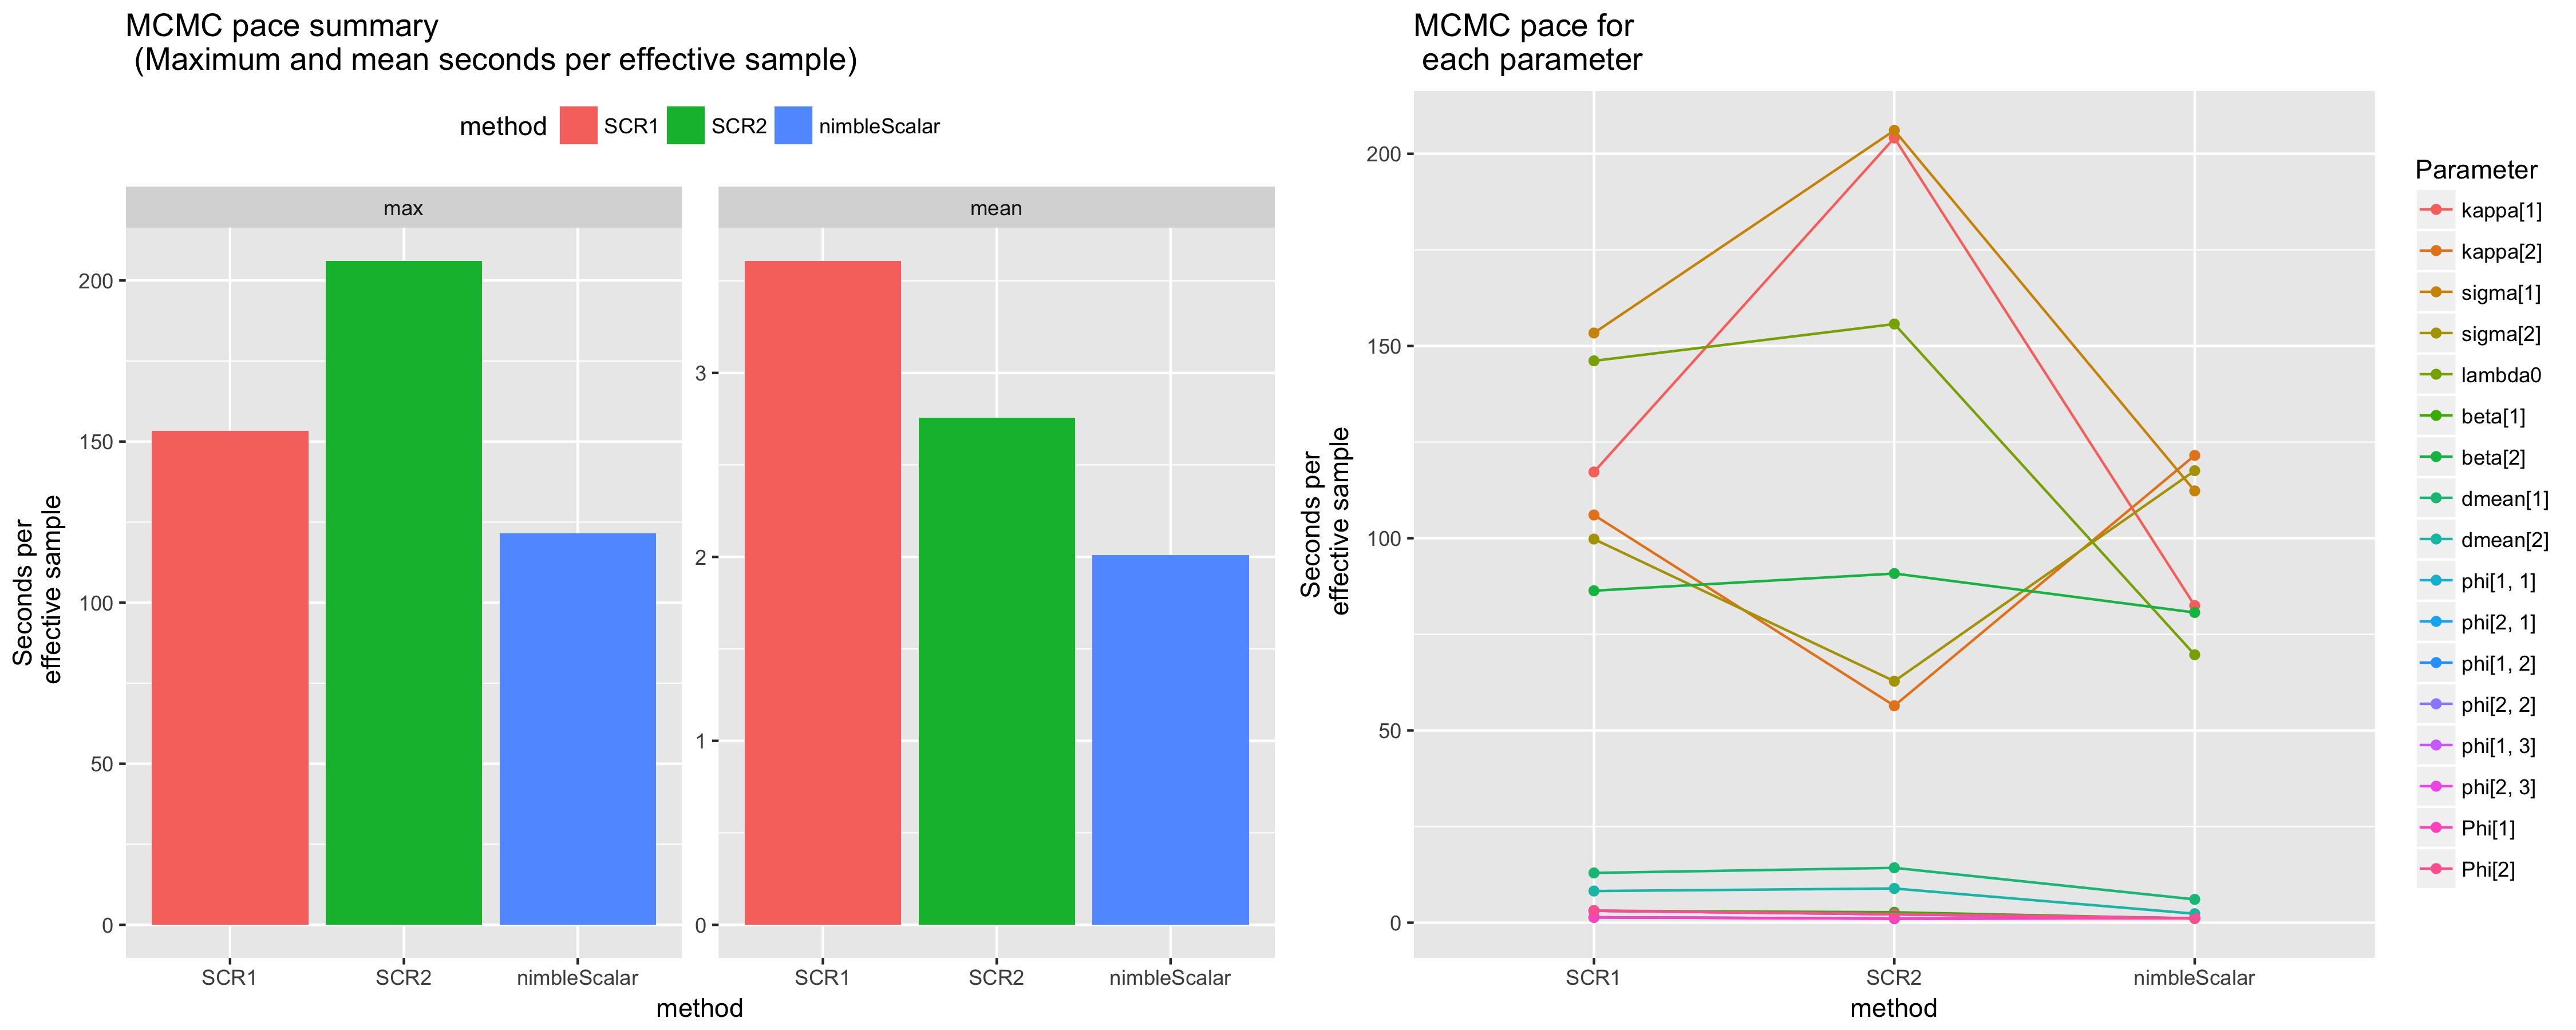 MCMC pace summary
(Maximum and mean seconds per effective sample)
method SCR1 SCR2 nimbleScalar
max
mean
Seconds per
effective sample
200
150
100
50
0
3
2
1
0
SCR1 SCR2 nimbleScalar
SCR1 SCR2 nimbleScalar
method
MCMC pace for
each parameter
Seconds per
effective sample
200
150
100
50
0
SCR1 SCR2 nimbleScalar
method
Parameter
kappa[1]
kappa[2]
sigma[1]
sigma[2]
lambda0
beta[1]
beta[2]
dmean[1]
dmean[2]
phi[1, 1]
phi[2, 1]
phi[1, 2]
phi[2, 2]
phi[1, 3]
phi[2, 3]
Phi[1]
Phi[2]